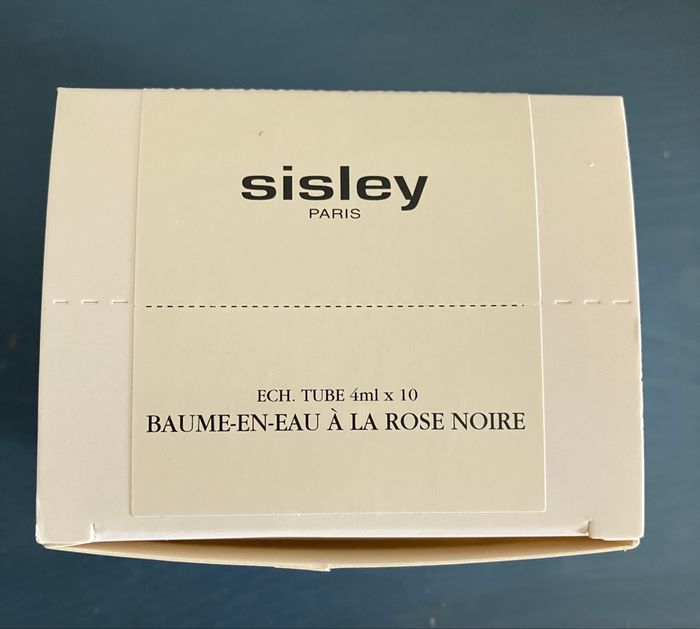 sisley
PARIS
ECH. TUBE 4ml x 10
BAUME-EN-EAU À LA ROSE NOIRE